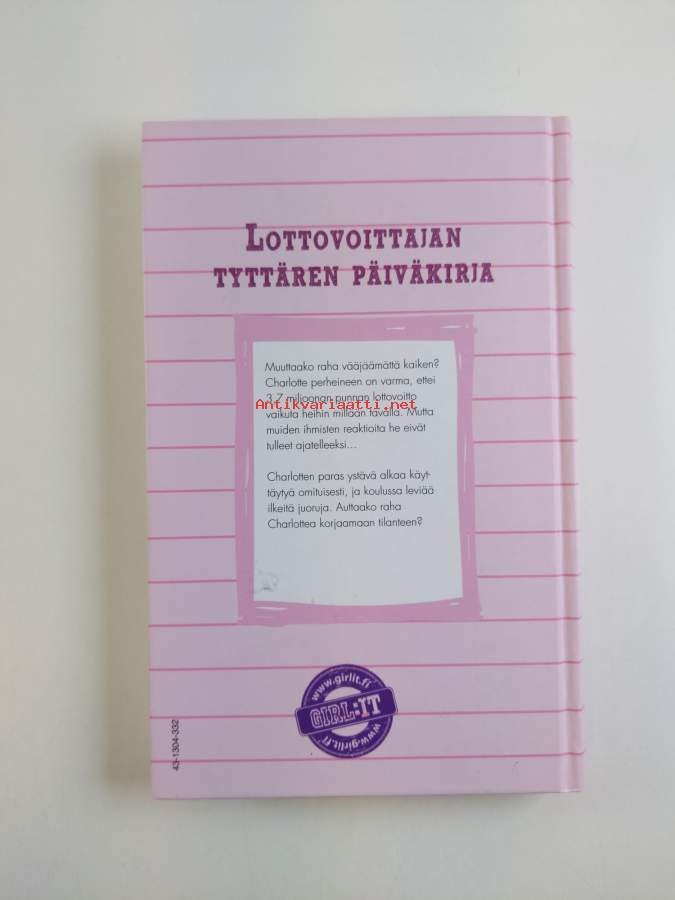 LOTTOVOITTAJAN
TYTTÄREN PÄIVÄKIRJA
Muuttaako raha vääjäämättä kaiken?
Charlotte perheineen on varma, ettei
3,7 miljoonan punnan lottovoitto
Antikvariaatti.net
vaikuta heihin millään tavalla. Mutta
muiden ihmisten reaktioita he eivät
tulleet ajatelleeksi...
Charlotten paras ystävä alkaa käyt-
täytyä omituisesti, ja koulussa leviää
ilkeitä juoruja. Auttaako raha
Charlottea korjaamaan tilanteen?
www.girlit.fi
GIRL:IT
www.girlit.fi
43-1304-332